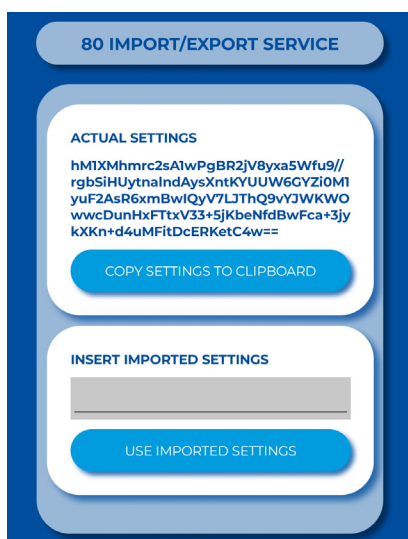 80 IMPORT/EXPORT SERVICE
ACTUAL SETTINGS
hM1XMhmrc2sA1wPgBR2jV8yxa5Wfu9//
rgbSiHUytnaIndAysXntKYUUW6GYZi0M1
yuF2AsR6xmBwIQyV7LJThQ9vYJWKWO
wwcDunHxFTtxV33+5jKbeNfdBwFca+3jy
kXKn+d4uMFitDcERKetC4w==
COPY SETTINGS TO CLIPBOARD
INSERT IMPORTED SETTINGS
USE IMPORTED SETTINGS